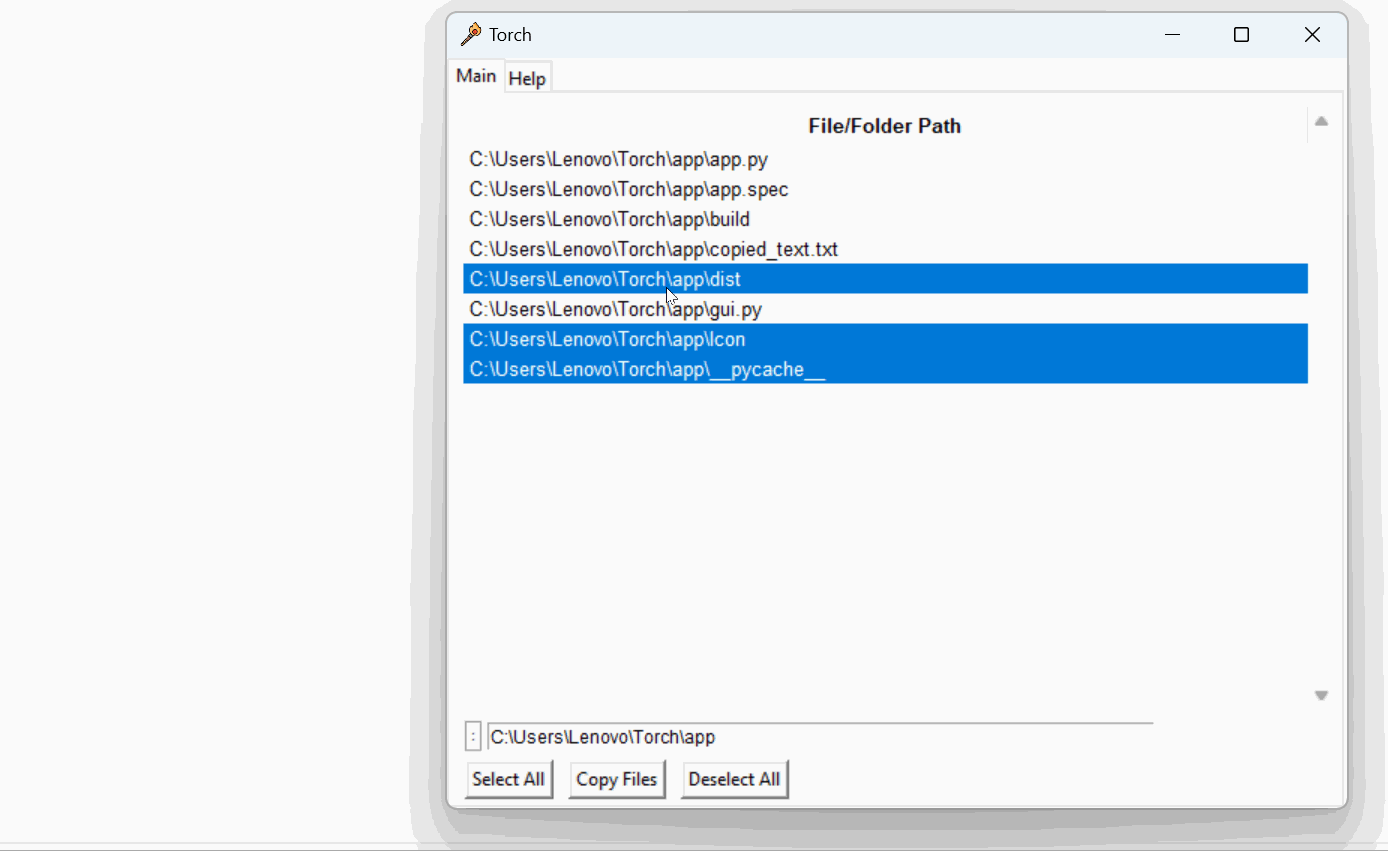 Torch
Main Help
File/Folder Path
C:\Users\Lenovo\Torch\app\app.py
C:\Users\Lenovo\Torch\app\app.spec
C:\Users\Lenovo\Torch\app\build
C:\Users\Lenovo\Torch\app\copied_text.txt
C:\Users\Lenovo\Torch\app\dist
C:\Users\Lenovo\Torch\app\gui.py
C:\Users\Lenovo\Torch\app\Icon
C:\Users\Lenovo\Torch\app\__pycache__
: C:\Users\Lenovo\Torch\app
Select All Copy Files Deselect All